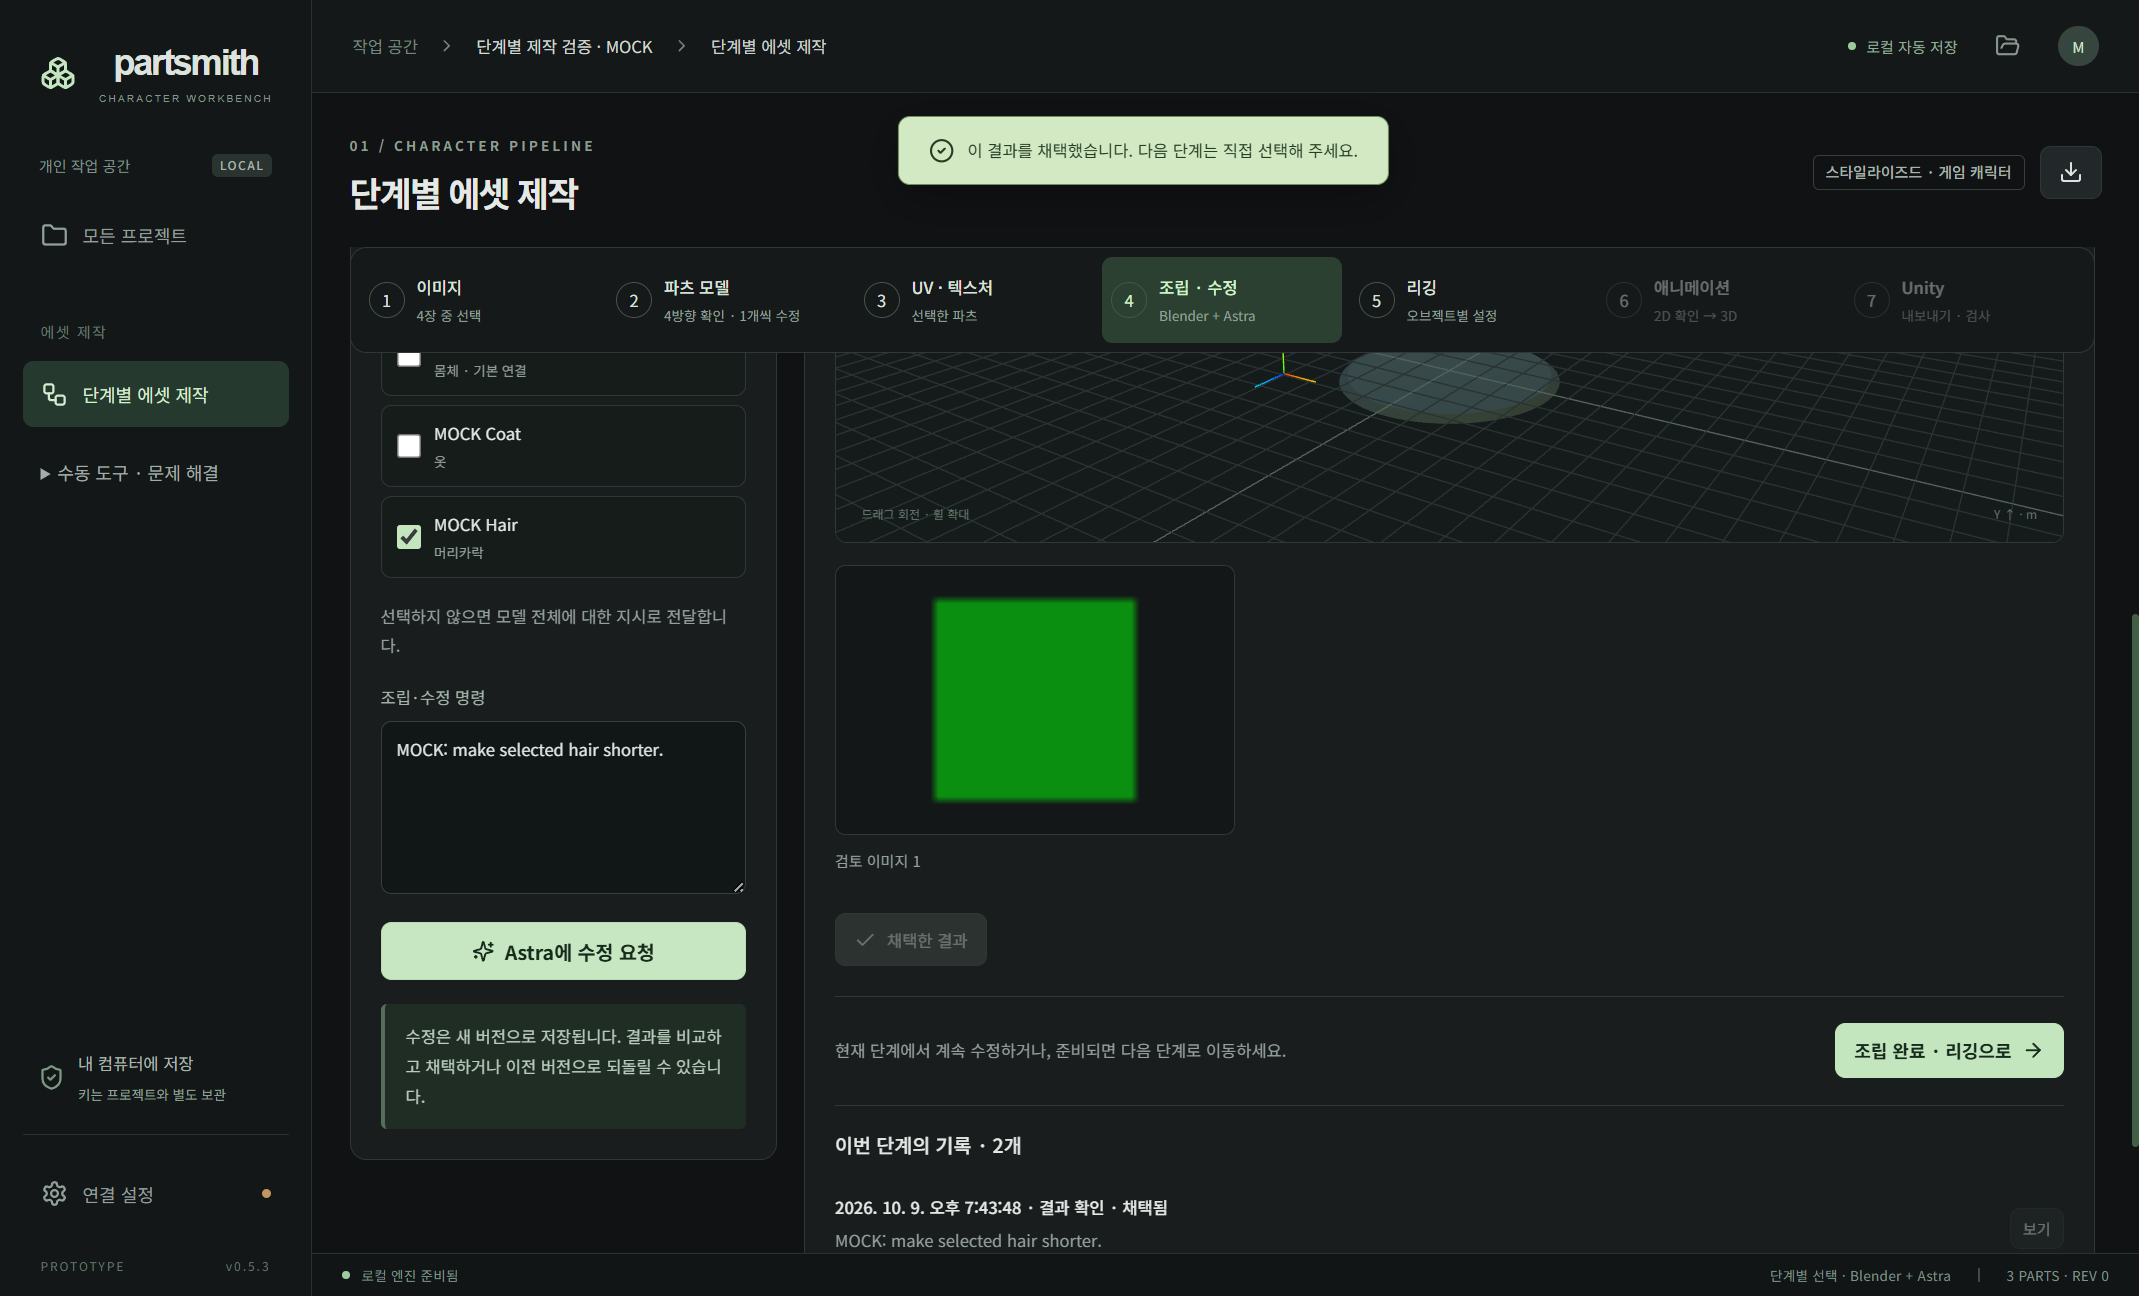 partsmith
CHARACTER WORKBENCH
개인 작업 공간
LOCAL
모든 프로젝트
에셋 제작
단계별 에셋 제작
수동 도구 · 문제 해결
내 컴퓨터에 저장
키는 프로젝트와 별도 보관
연결 설정
PROTOTYPE
v0.5.3
작업 공간
단계별 제작 검증 · MOCK
단계별 에셋 제작
로컬 자동 저장
M
01 / CHARACTER PIPELINE
단계별 에셋 제작
이 결과를 채택했습니다. 다음 단계는 직접 선택해 주세요.
스타일라이즈드 · 게임 캐릭터
1
이미지
4장 중 선택
2
파츠 모델
4방향 확인 · 1개씩 수정
3
UV · 텍스처
선택한 파츠
4
조립 · 수정
Blender + Astra
5
리깅
오브젝트별 설정
6
애니메이션
2D 확인 → 3D
7
Unity
내보내기 · 검사
몸체 · 기본 연결
MOCK Coat
옷
MOCK Hair
머리카락
선택하지 않으면 모델 전체에 대한 지시로 전달합니
다.
조립·수정 명령
MOCK: make selected hair shorter.
Astra에 수정 요청
수정은 새 버전으로 저장됩니다. 결과를 비교하
고 채택하거나 이전 버전으로 되돌릴 수 있습니
다.
드래그 회전 · 휠 확대
Y ↑ · m
검토 이미지 1
채택한 결과
현재 단계에서 계속 수정하거나, 준비되면 다음 단계로 이동하세요.
조립 완료 · 리깅으로
이번 단계의 기록 · 2개
2026. 10. 9. 오후 7:43:48 · 결과 확인 · 채택됨
MOCK: make selected hair shorter.
보기
로컬 엔진 준비됨
단계별 선택 · Blender + Astra
3 PARTS · REV 0